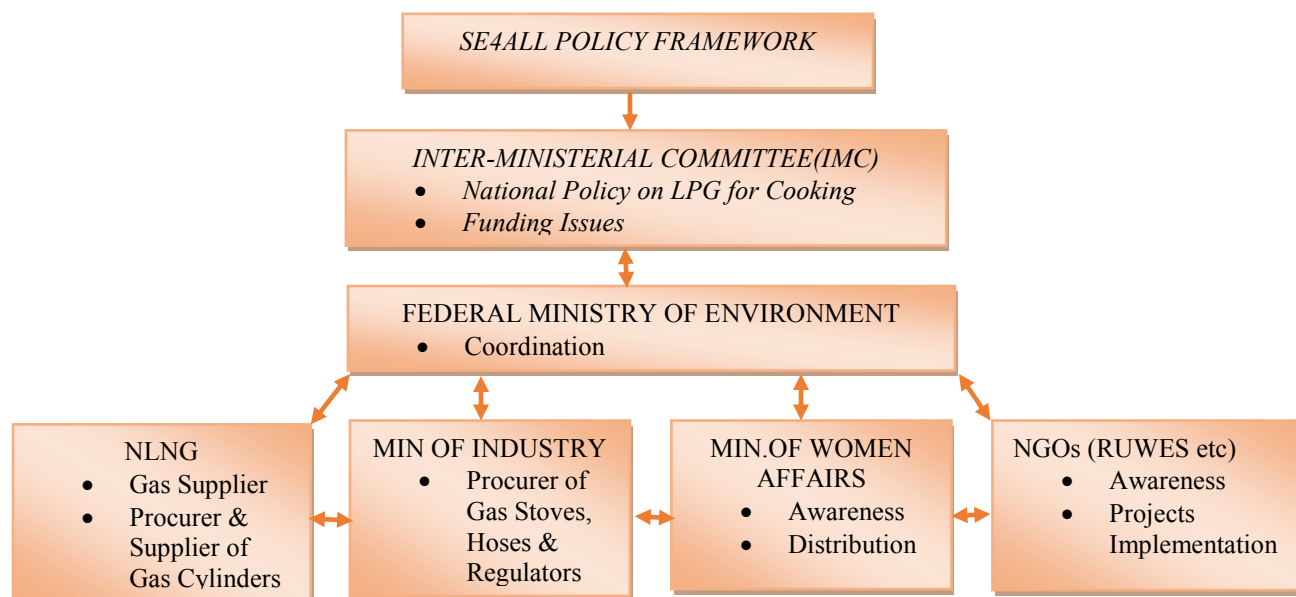 SE4ALL POLICY FRAMEWORK
INTER-MINISTERIAL COMMITTEE(IMC)
• National Policy on LPG for Cooking
• Funding Issues
FEDERAL MINISTRY OF ENVIRONMENT
• Coordination
NLNG
• Gas Supplier
• Procurer &
Supplier of
Gas Cylinders
MIN OF INDUSTRY
• Procurer of
Gas Stoves,
Hoses &
Regulators
MIN.OF WOMEN
AFFAIRS
• Awareness
• Distribution
NGOs (RUWES etc)
• Awareness
• Projects
Implementation